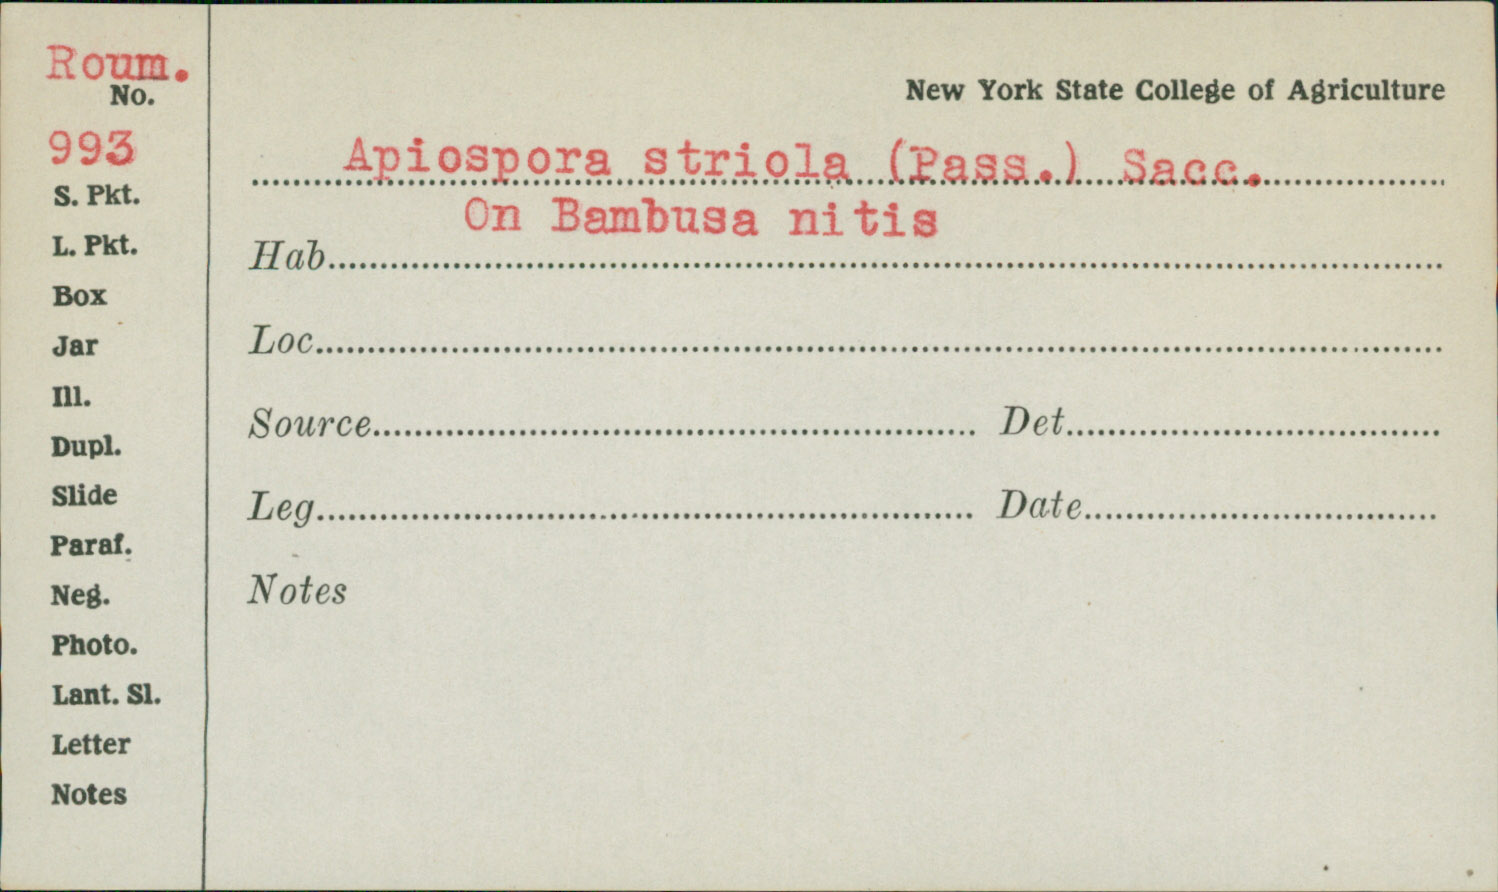 Roum.
No.
993
S. Pkt.
L. Pkt.
Box
Jar
Ill.
Dupl.
Slide
Paraf.
Neg.
Photo.
Lant. Sl.
Letter
Notes
New York State College of Agriculture
Apiospora striola (Pass.) Sacc.
On Bambusa nitis
Hab
Loc
Source Det
Leg Date
Notes